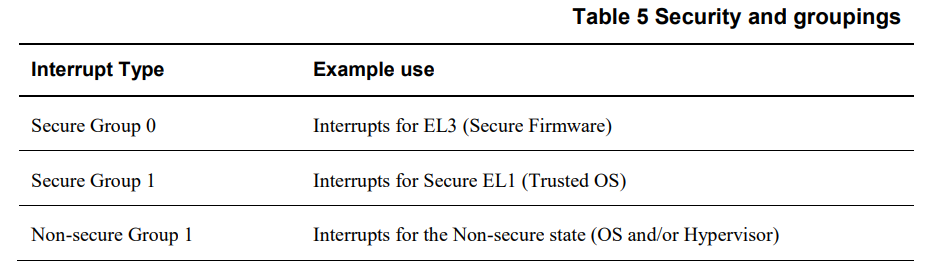 Table 5 Security and groupings
Interrupt Type Example use
Secure Group 0 Interrupts for EL3 (Secure Firmware)
Secure Group 1 Interrupts for Secure EL1 (Trusted OS)
Non-secure Group 1 Interrupts for the Non-secure state (OS and/or Hypervisor)